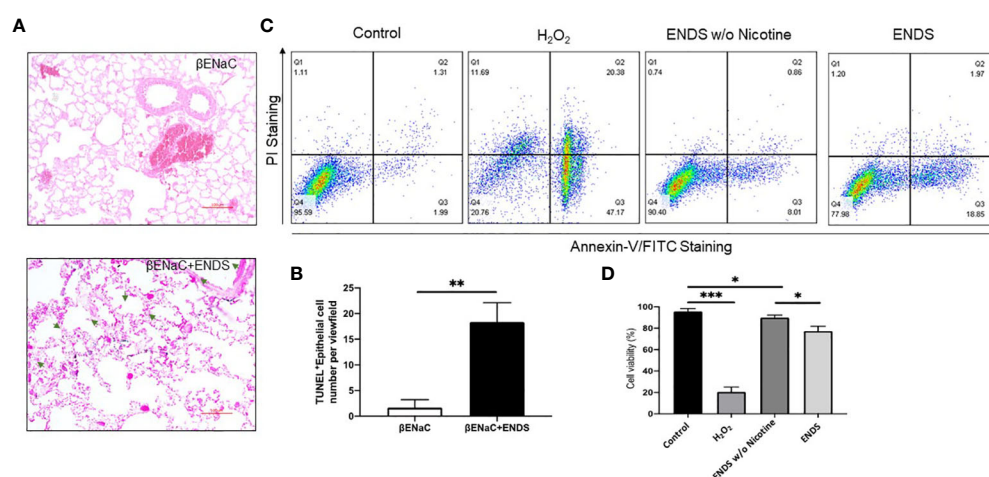 A
βENaC
βENaC+ENDS
C
Control
H₂O₂
ENDS w/o Nicotine
ENDS
PI Staining
Q1
1.11
Q2
1.31
Q4
95.59
Q3
1.99
Q1
11.69
Q2
20.38
Q4
20.76
Q3
47.17
Q1
0.74
Q2
0.86
Q4
90.40
Q3
8.01
Q1
1.20
Q2
1.97
Q4
77.98
Q3
18.85
Annexin-V/FITC Staining
B
TUNEL⁺Epithelial cell
number per viewfield
25
20
15
10
5
0
**
βENaC
βENaC+ENDS
D
Cell viability (%)
100
80
60
40
20
0
*
***
*
Control
H₂O₂
ENDS w/o Nicotine
ENDS